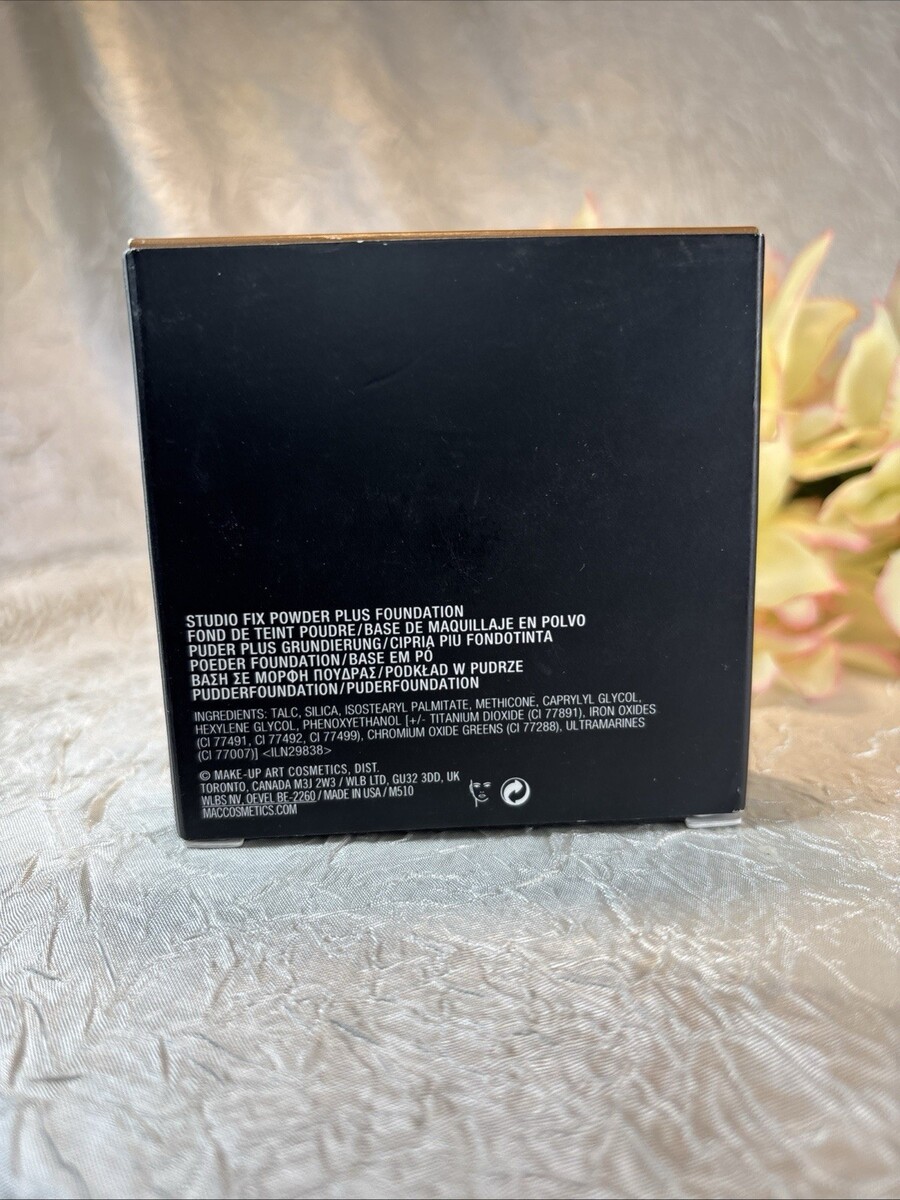 STUDIO FIX POWDER PLUS FOUNDATION
FOND DE TEINT POUDRE/BASE DE MAQUILLAJE EN POLVO
PUDER PLUS GRUNDIERUNG/CIPRIA PIU FONDOTINTA
POEDER FOUNDATION/BASE EM PÔ
ΒΑΣΗ ΣΕ ΜΟΡΦΗ ΠΟΥΔΡΑΣ/PODKŁAD W PUDRZE
PUDDERFOUNDATION/PUDERFOUNDATION
INGREDIENTS: TALC, SILICA, ISOSTEARYL PALMITATE, METHICONE, CAPRYLYL GLYCOL,
HEXYLENE GLYCOL, PHENOXYETHANOL [+/- TITANIUM DIOXIDE (CI 77891), IRON OXIDES
(CI 77491, CI 77492, CI 77499), CHROMIUM OXIDE GREENS (CI 77288), ULTRAMARINES
(CI 77007)] <ILN29838>
© MAKE-UP ART COSMETICS, DIST.
TORONTO, CANADA M3J 2W3 / WLB LTD, GU32 3DD, UK
WLBS NV, OEVEL BE-2260 / MADE IN USA / M510
MACCOSMETICS.COM